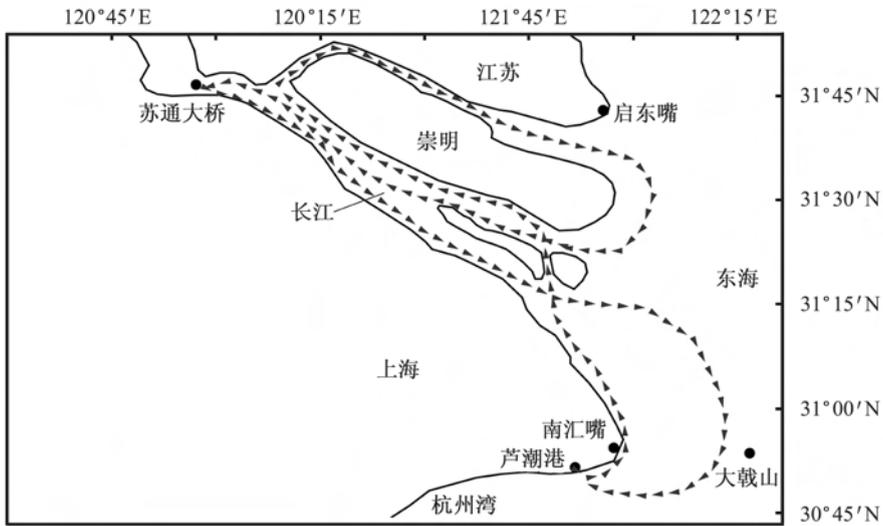 120°45′E 120°15′E 121°45′E 122°15′E
江苏
31°45′N
苏通大桥
启东嘴
崇明
31°30′N
长江
东海
31°15′N
上海
31°00′N
南汇嘴
芦潮港
大戢山
杭州湾
30°45′N